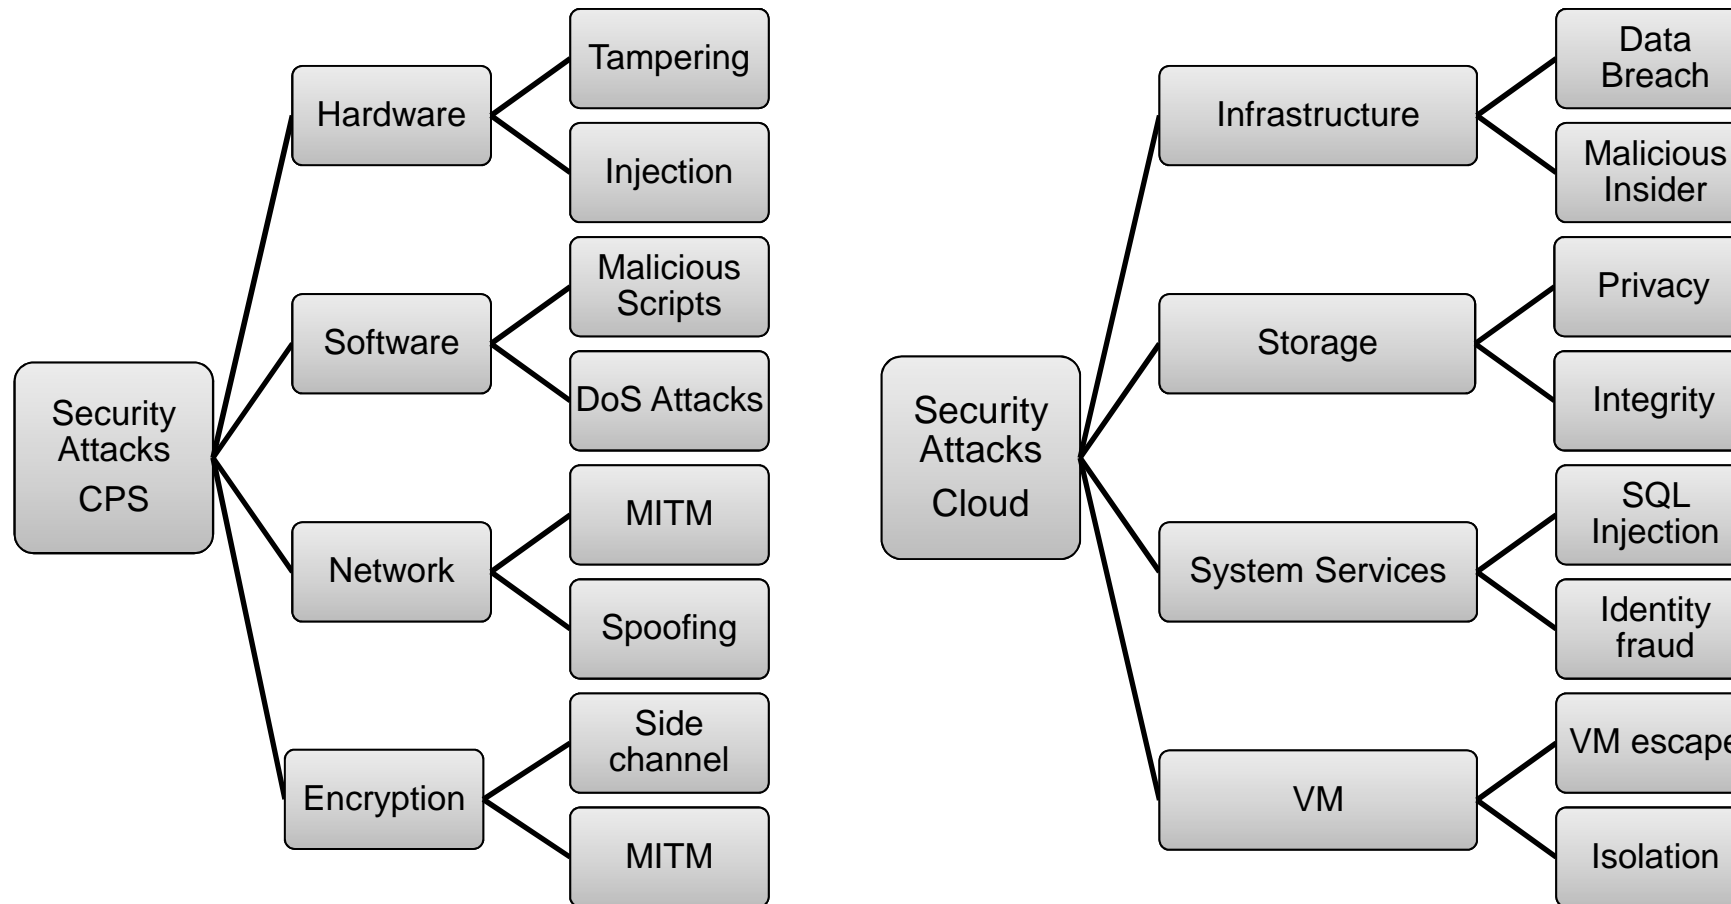 Security
Attacks
CPS
Hardware
Tampering
Injection
Software
Malicious
Scripts
DoS Attacks
Network
MITM
Spoofing
Encryption
Side
channel
MITM
Security
Attacks
Cloud
Infrastructure
Data
Breach
Malicious
Insider
Storage
Privacy
Integrity
System Services
SQL
Injection
Identity
fraud
VM
VM escape
Isolation